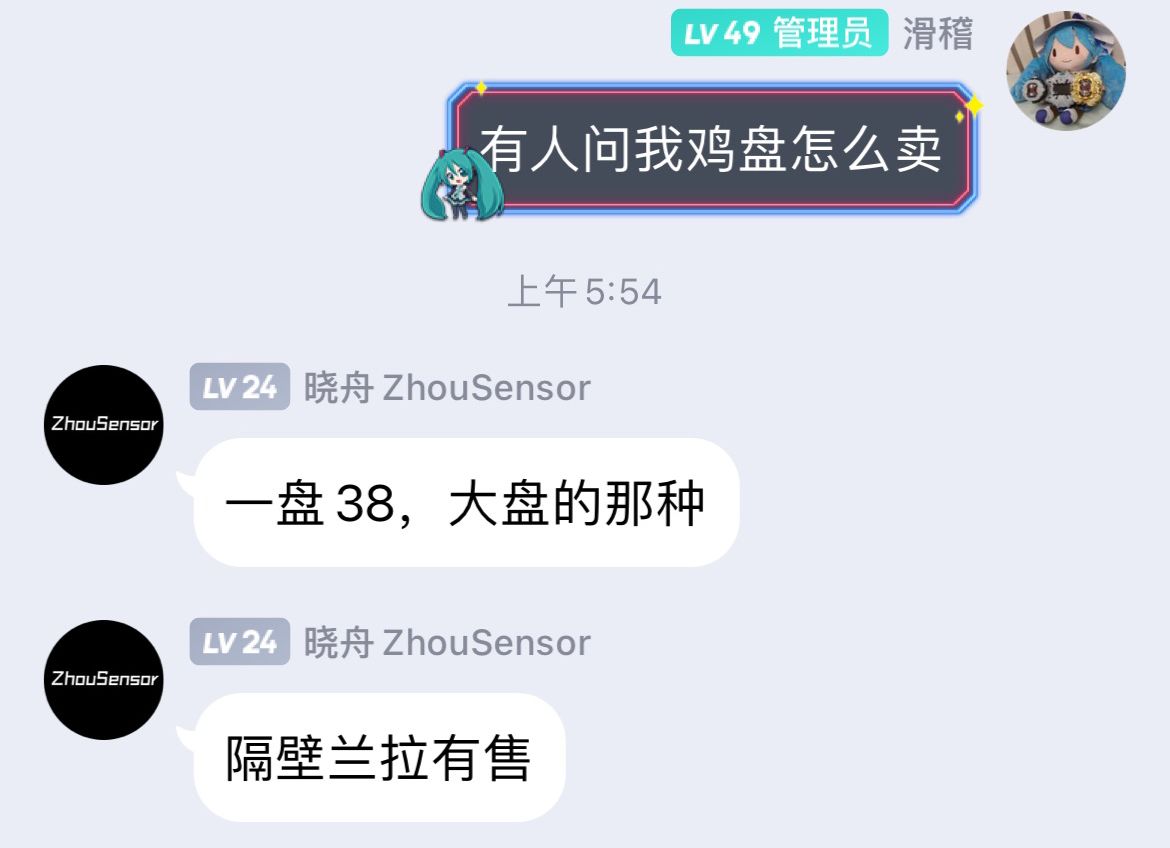 LV 49 管理员 滑稽
有人问我鸡盘怎么卖
上午 5:54
LV 24 晓舟 ZhouSensor
ZhouSensor
一盘 38，大盘的那种
LV 24 晓舟 ZhouSensor
ZhouSensor
隔壁兰拉有售